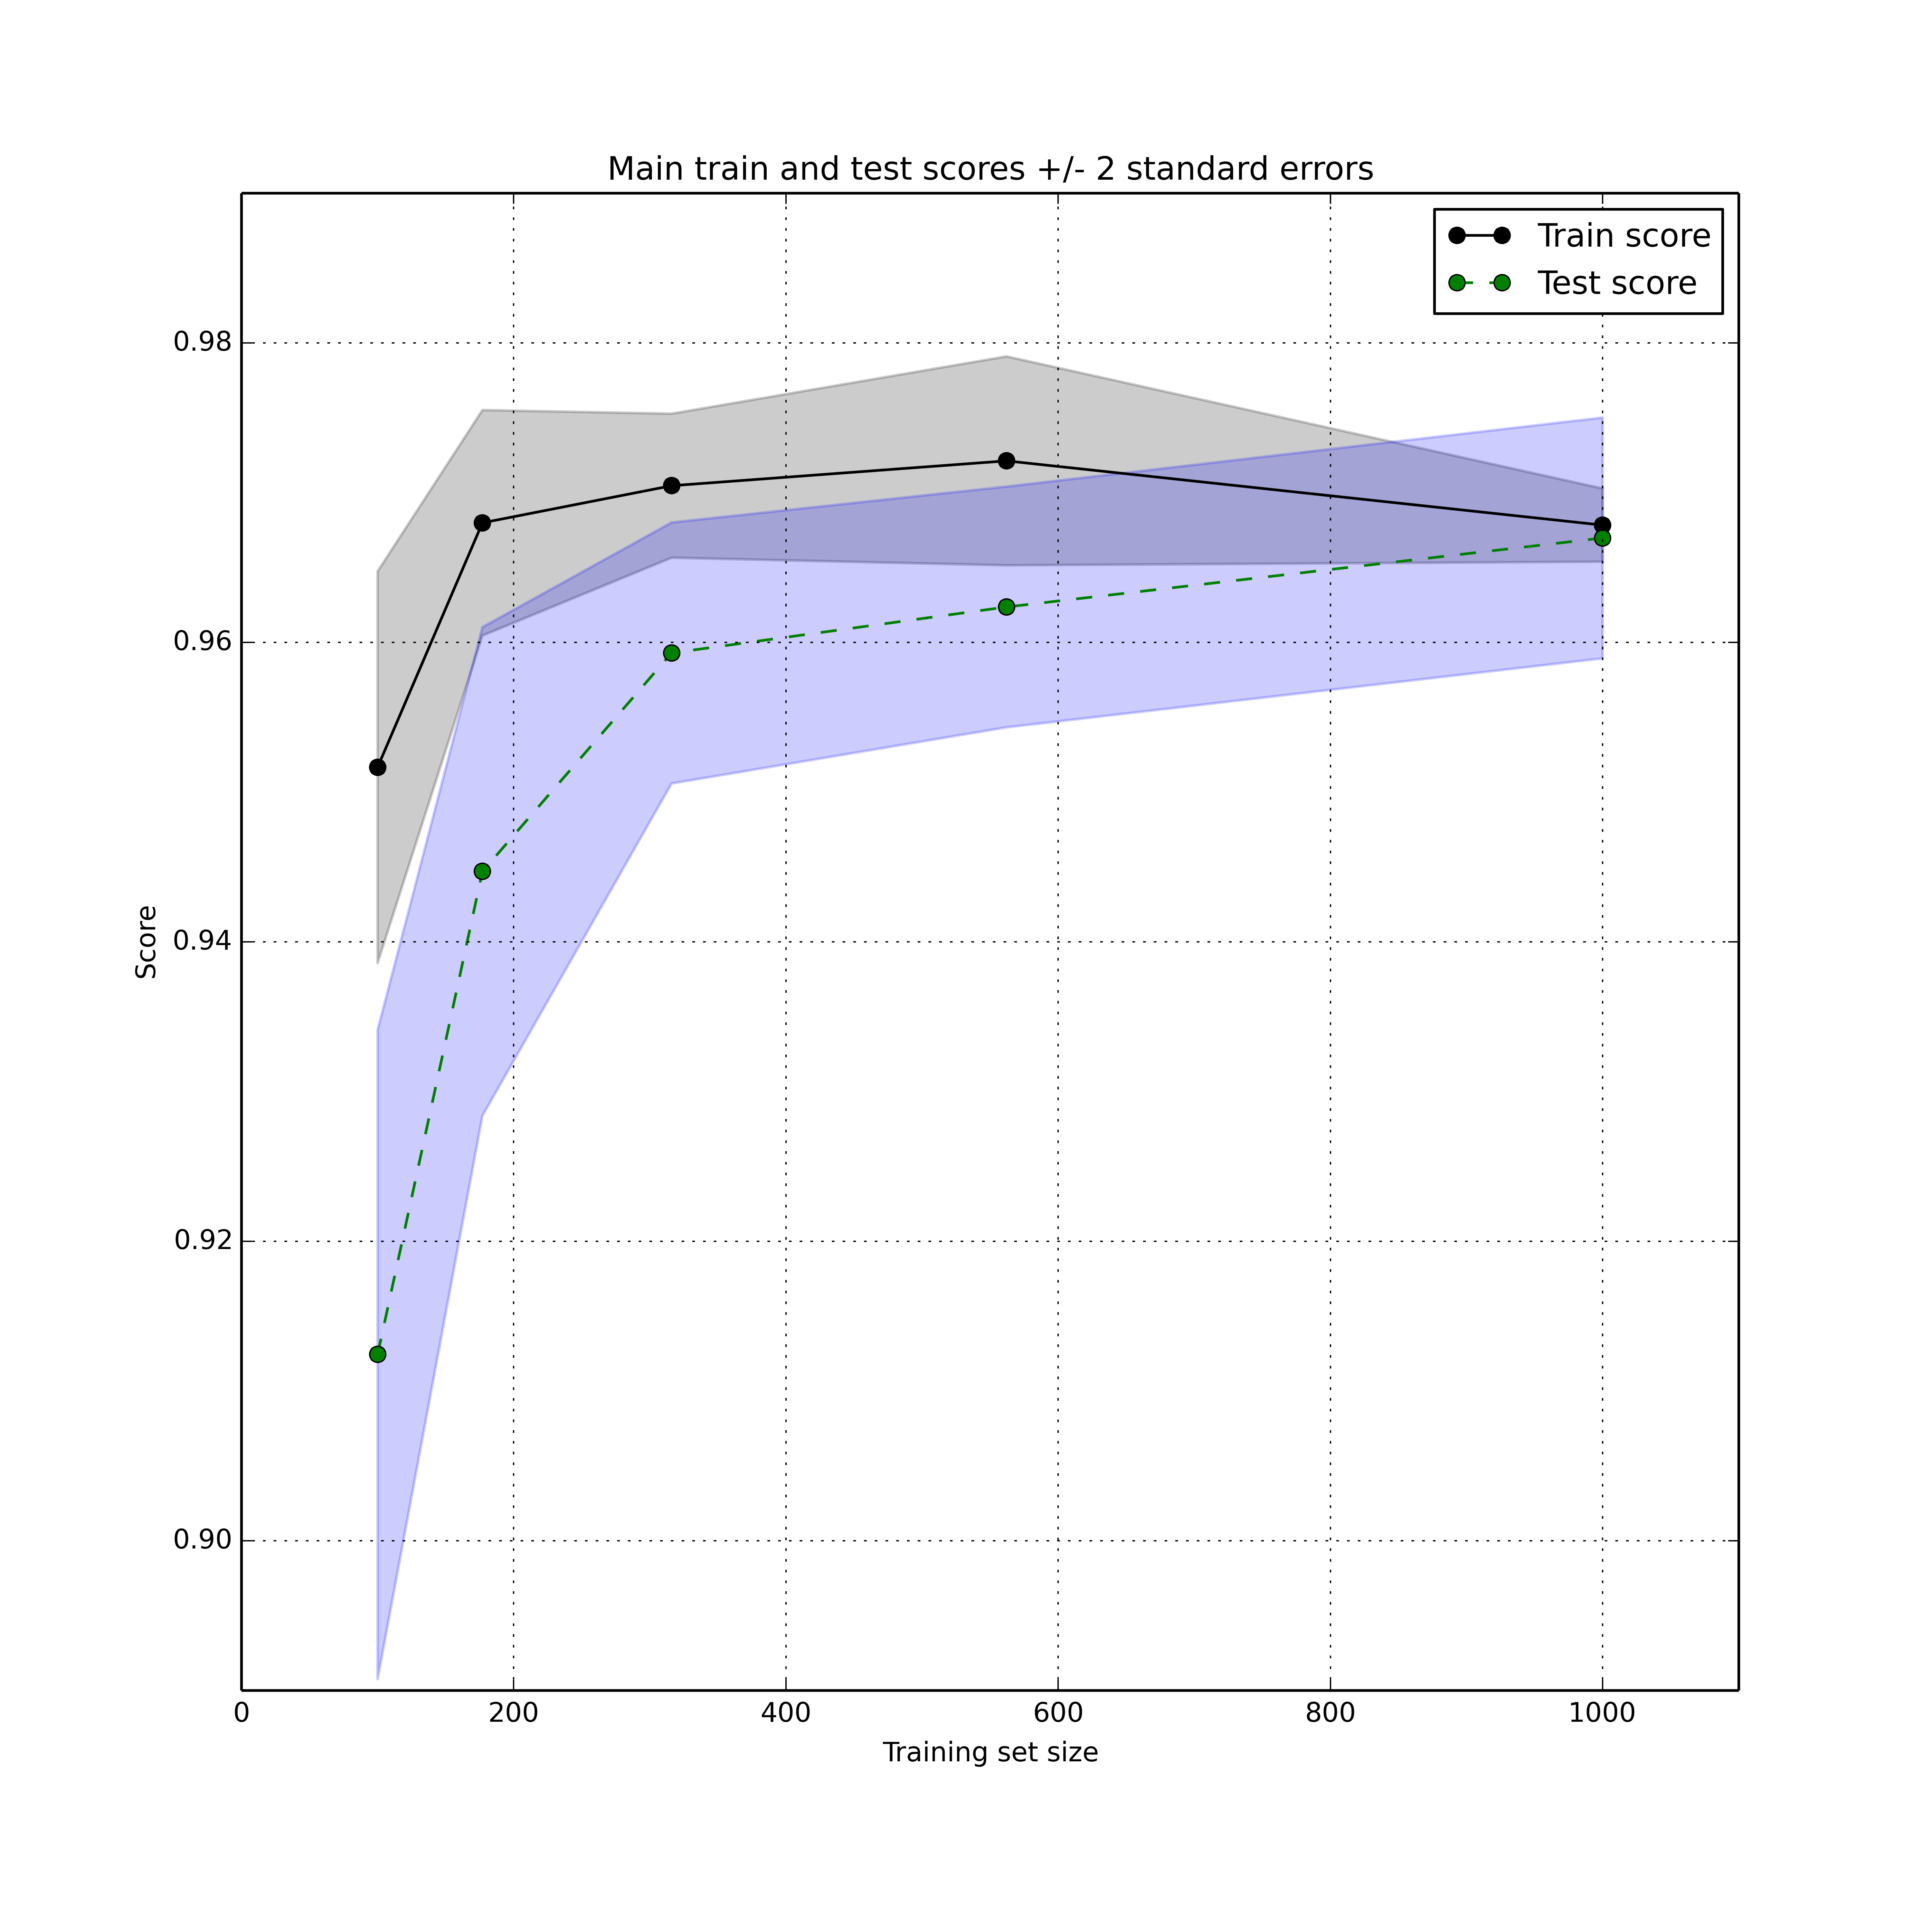 Main train and test scores +/- 2 standard errors
Train score
Test score
0.98
0.96
0.94
0.92
0.90
Score
0 200 400 600 800 1000
Training set size